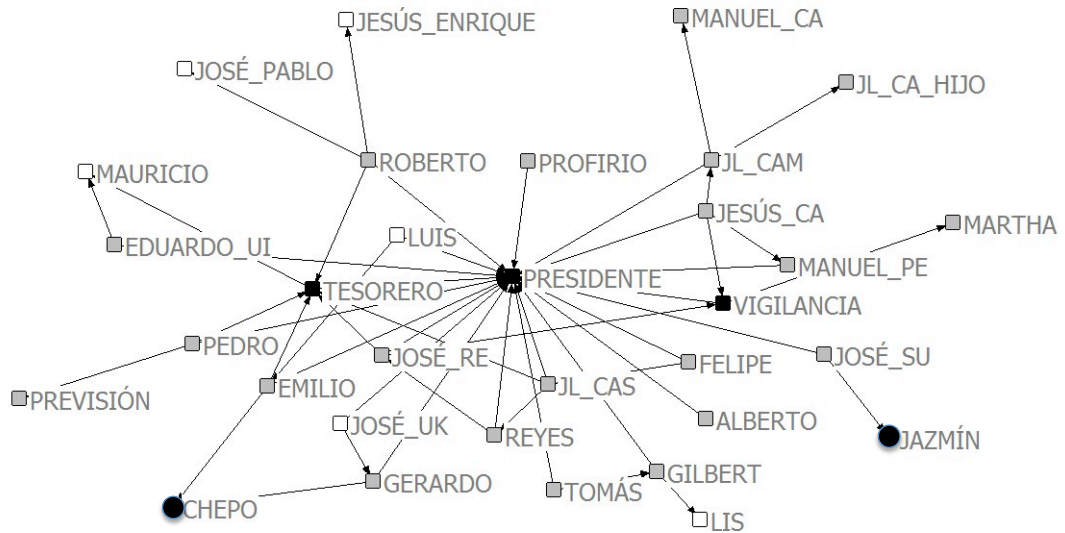 JESÚS_ENRIQUE
MANUEL_CA
JOSÉ_PABLO
JL_CA_HIJO
ROBERTO
PROFIRIO
JL_CAM
MAURICIO
JESÚS_CA
MARTHA
EDUARDO_UI
LUIS
MANUEL_PE
PRESIDENTE
TESORERO
VIGILANCIA
PEDRO
JOSÉ_RE
FELIPE
JOSÉ_SU
EMILIO
JL_CAS
PREVISIÓN
ALBERTO
JOSÉ_UK
REYES
JAZMÍN
GERARDO
TOMÁS
GILBERT
CHEPO
LIS